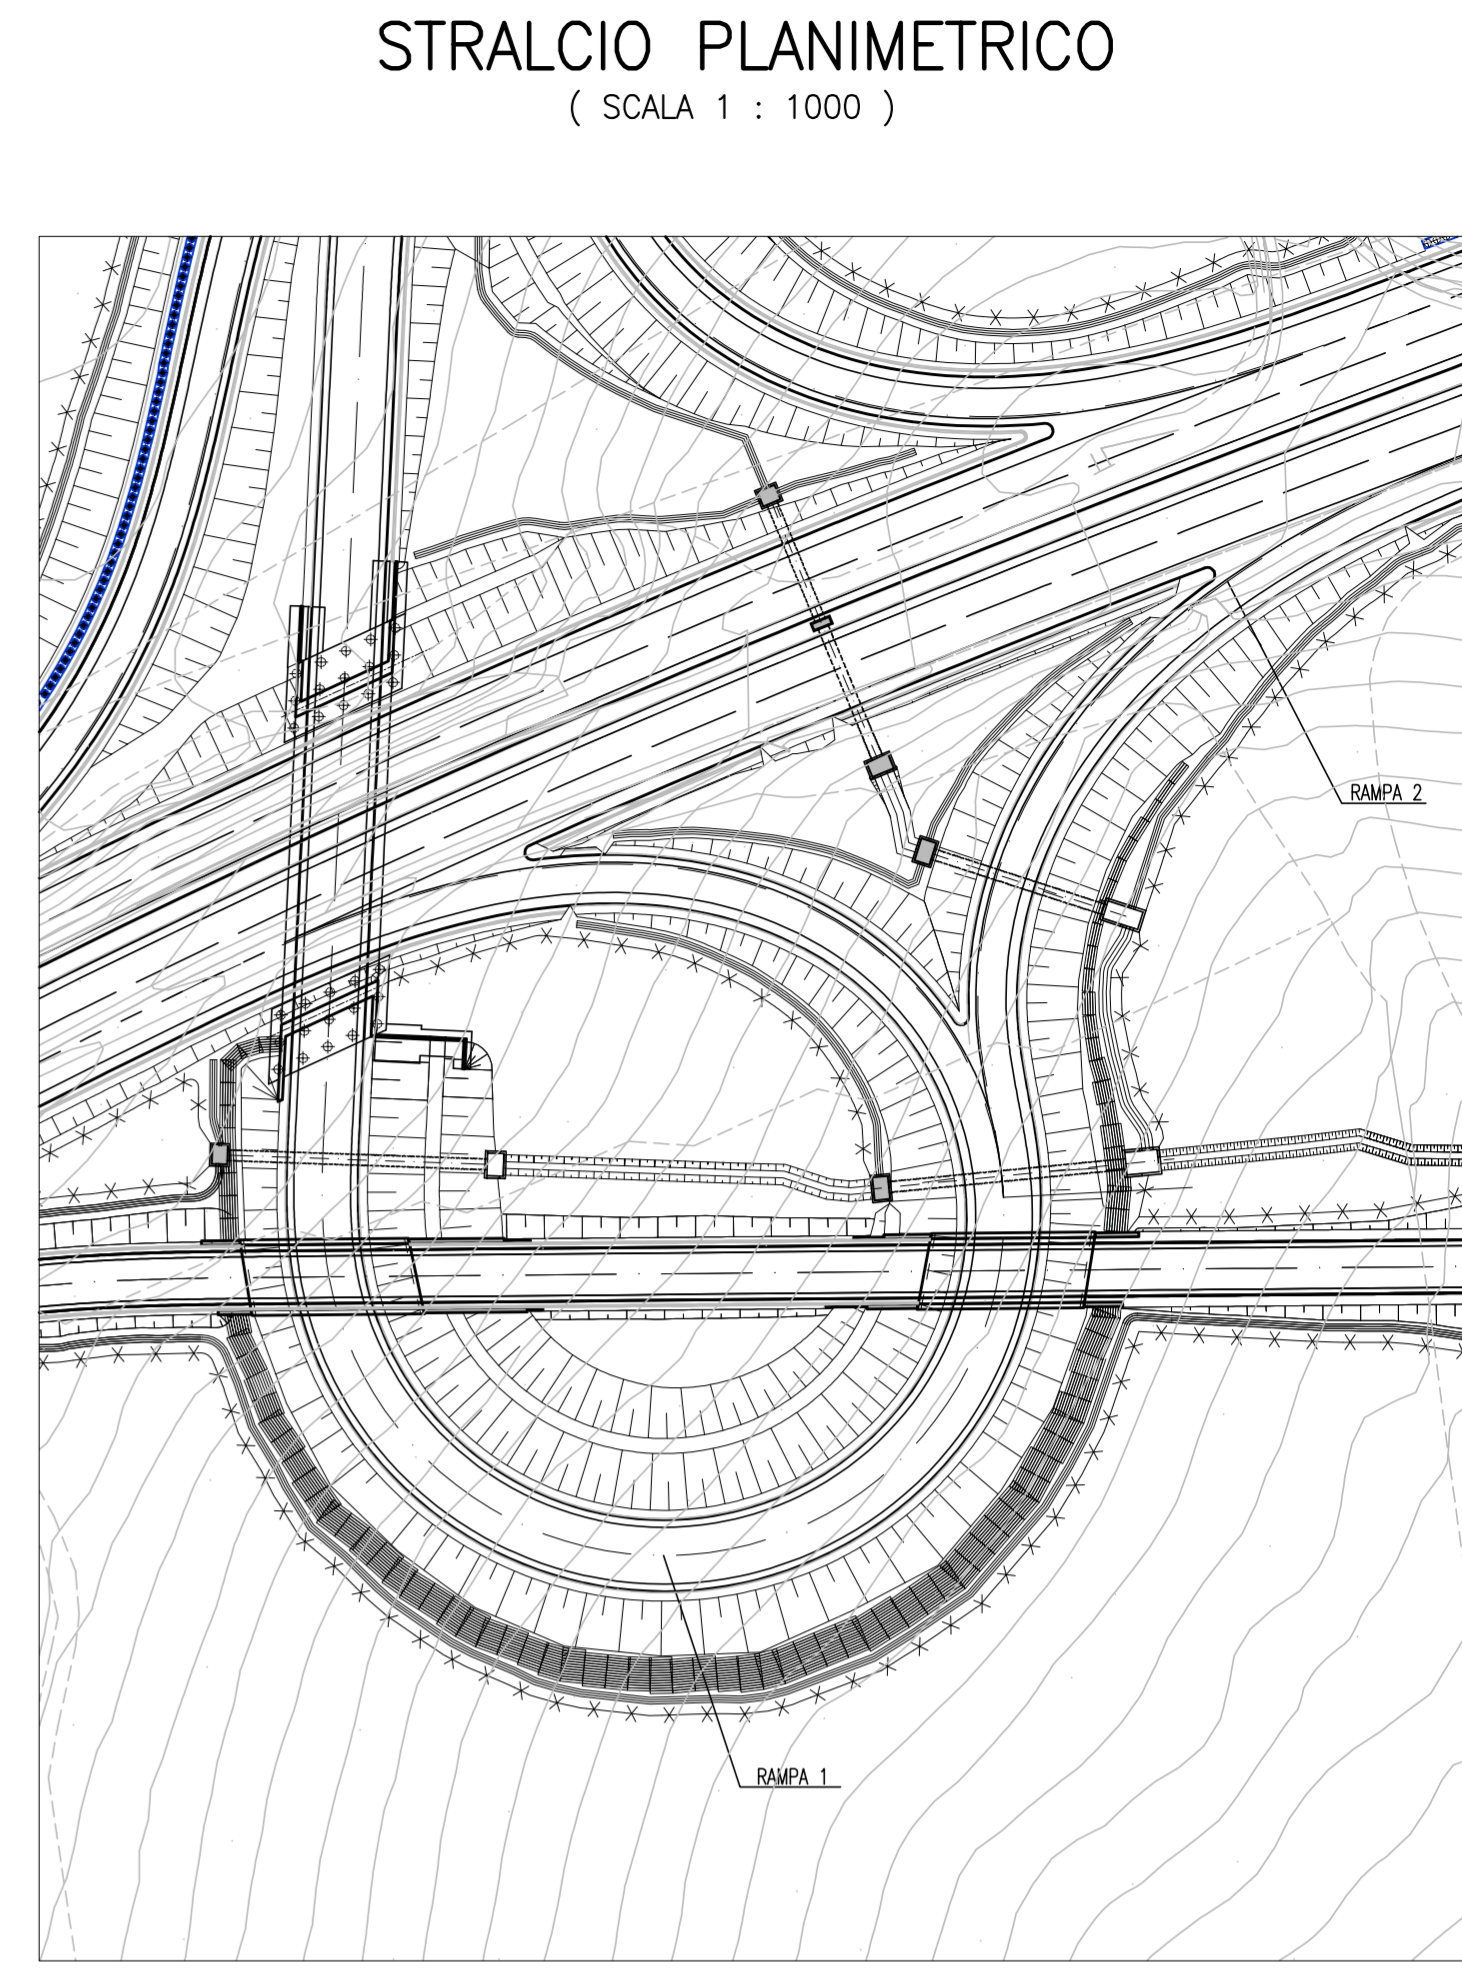 STRALCIO PLANIMETRICO
( SCALA 1 : 1000 )
RAMPA 2
RAMPA 1